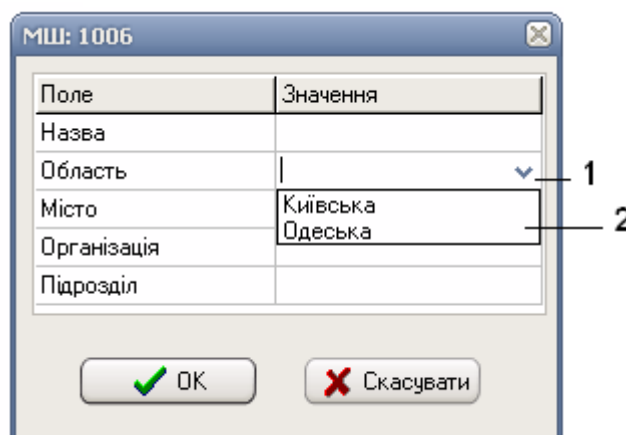 МШ: 1006
Поле Значення
Назва
Область 1
Місто Київська
Одеська 2
Організація
Підрозділ
OK Скасувати